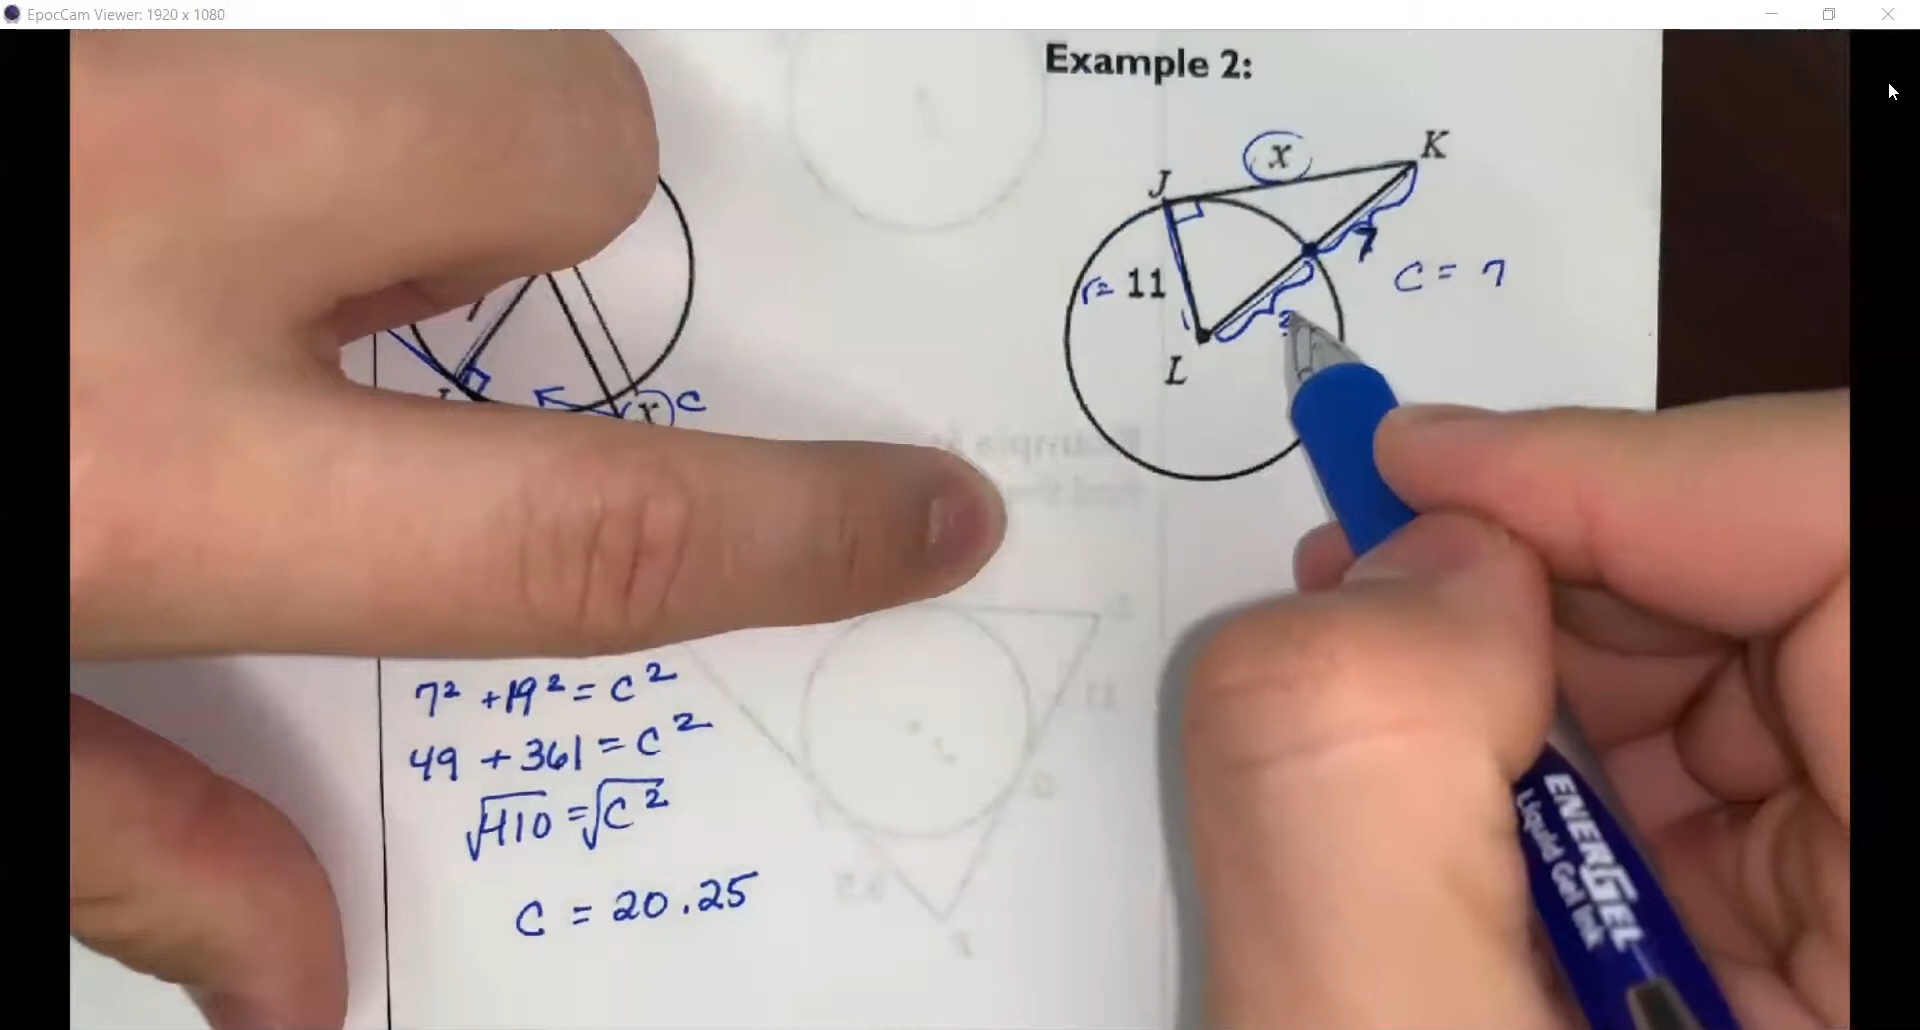 EpocCam Viewer: 1920 x 1080
Example 2:
x
K
J
7
r= 11
C = 7
?
L
x C
7² + 19² = C²
49 + 361 = C²
√410 = √C²
C = 20.25
ENERGEL
Liquid Gel Ink